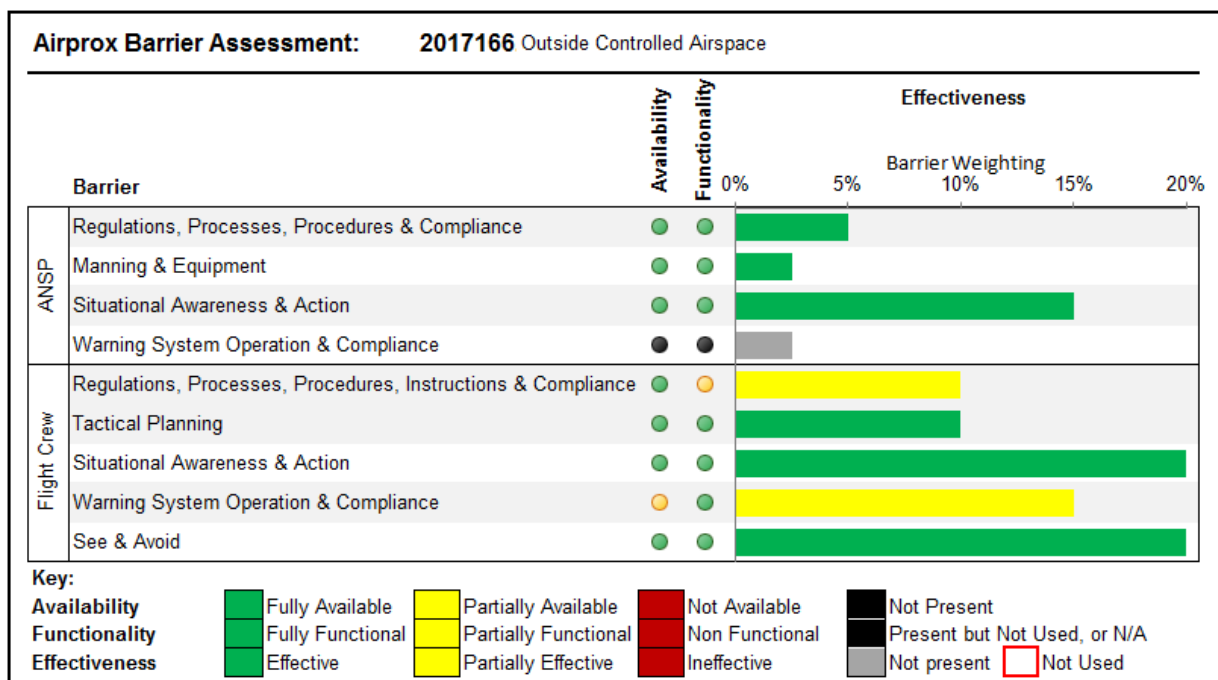 Airprox Barrier Assessment: 2017166 Outside Controlled Airspace
Availability
Functionality
Effectiveness
Barrier Weighting
Barrier
0% 5% 10% 15% 20%
ANSP
Regulations, Processes, Procedures & Compliance
Manning & Equipment
Situational Awareness & Action
Warning System Operation & Compliance
Flight Crew
Regulations, Processes, Procedures, Instructions & Compliance
Tactical Planning
Situational Awareness & Action
Warning System Operation & Compliance
See & Avoid
Key:
Availability Fully Available Partially Available Not Available Not Present
Functionality Fully Functional Partially Functional Non Functional Present but Not Used, or N/A
Effectiveness Effective Partially Effective Ineffective Not present Not Used